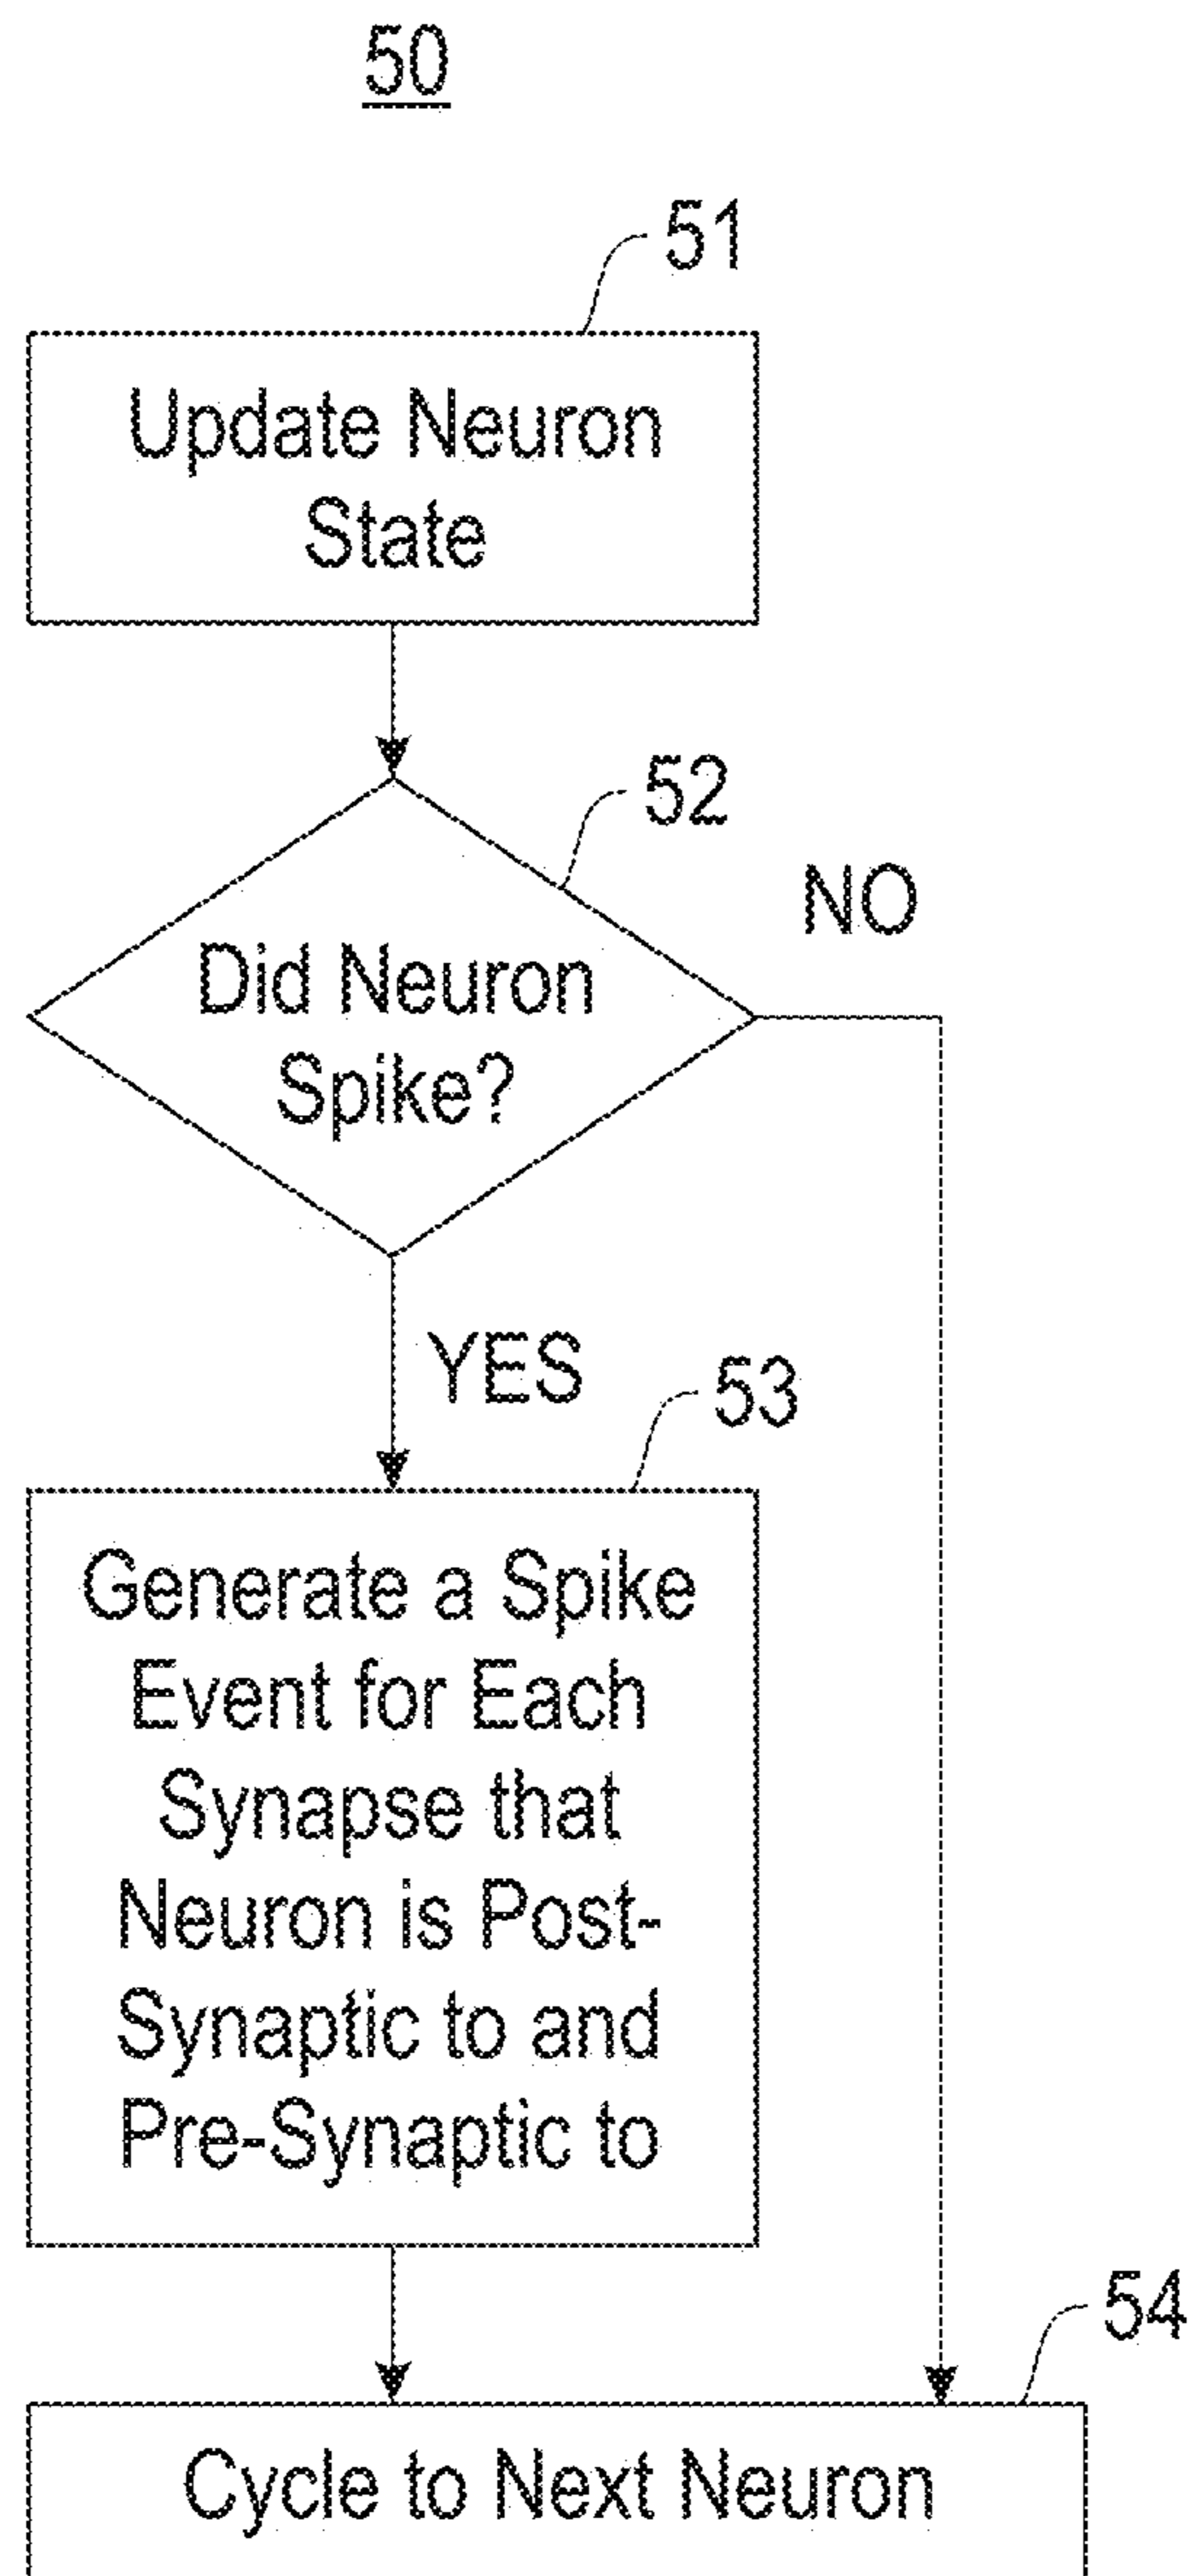 50
51
Update Neuron
State
52
NO
Did Neuron
Spike?
YES
53
Generate a Spike
Event for Each
Synapse that
Neuron is Post-
Synaptic to and
Pre-Synaptic to
54
Cycle to Next Neuron